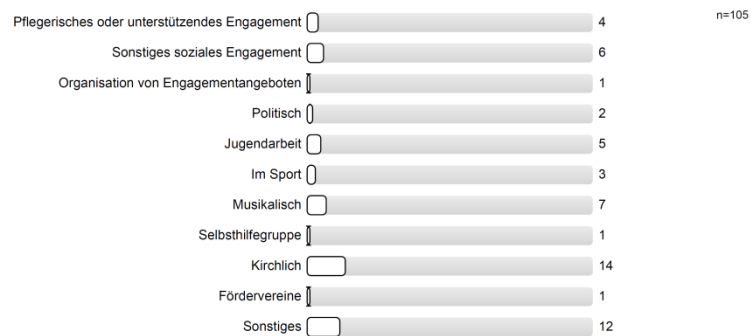 Pflegerisches oder unterstützendes Engagement 4 n=105
Sonstiges soziales Engagement 6
Organisation von Engagementangeboten 1
Politisch 2
Jugendarbeit 5
Im Sport 3
Musikalisch 7
Selbsthilfegruppe 1
Kirchlich 14
Fördervereine 1
Sonstiges 12